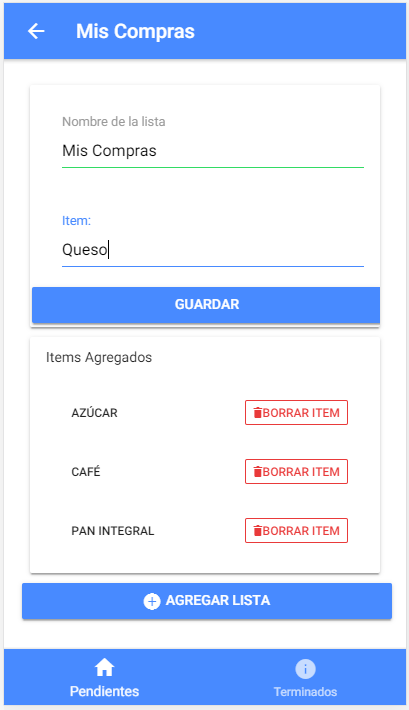 Mis Compras
Nombre de la lista
Mis Compras
Item:
Queso
GUARDAR
Items Agregados
AZÚCAR BORRAR ITEM
CAFÉ BORRAR ITEM
PAN INTEGRAL BORRAR ITEM
AGREGAR LISTA
Pendientes Terminados